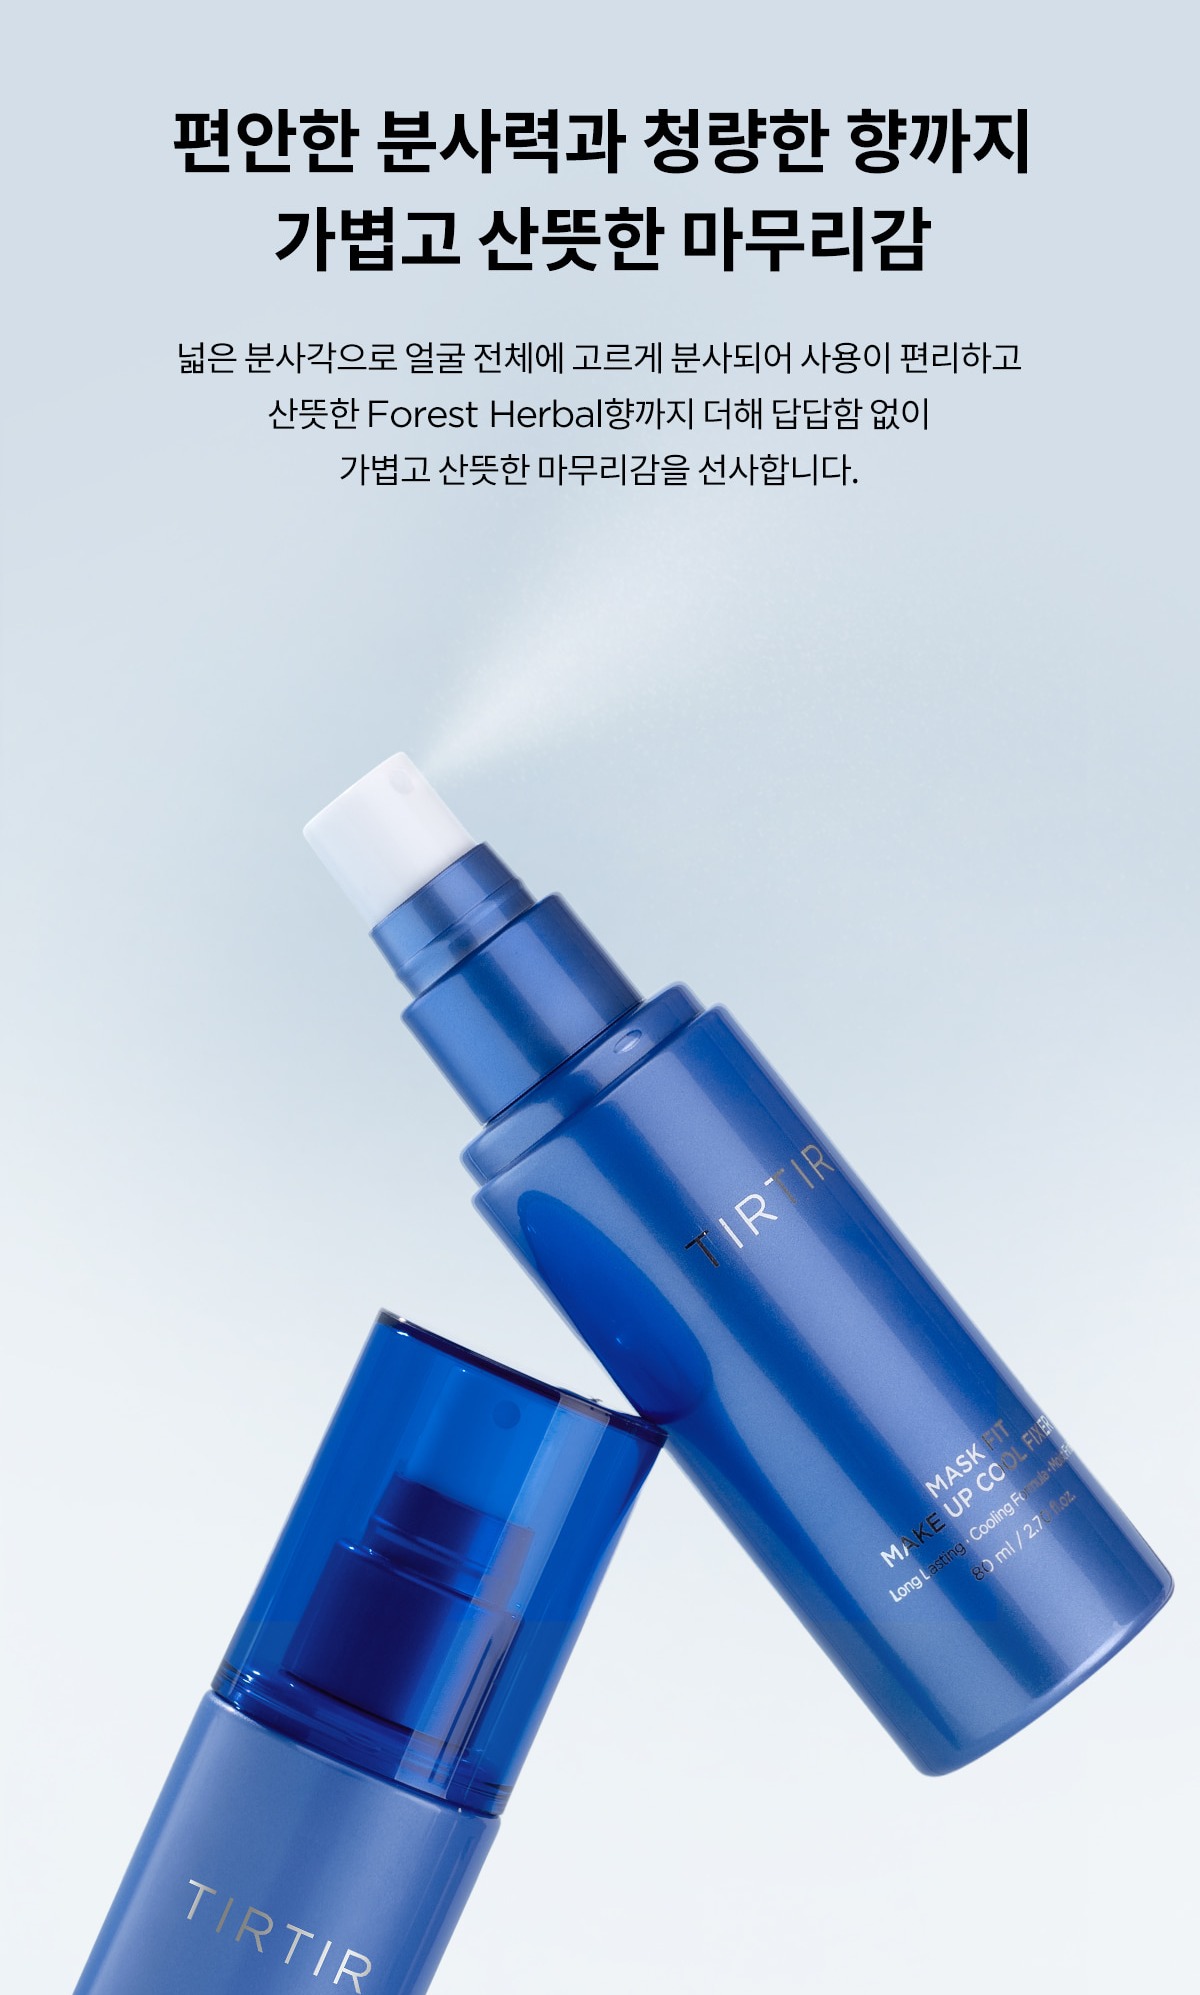 편안한 분사력과 청량한 향까지
가볍고 산뜻한 마무리감
넓은 분사각으로 얼굴 전체에 고르게 분사되어 사용이 편리하고
산뜻한 Forest Herbal향까지 더해 답답함 없이
가볍고 산뜻한 마무리감을 선사합니다.
TIRTIR
MASK FIT
MAKE UP COOL FIXER
Long Lasting · Cooling Formula
80 ml / 2.70 fl.oz.
TIRTIR